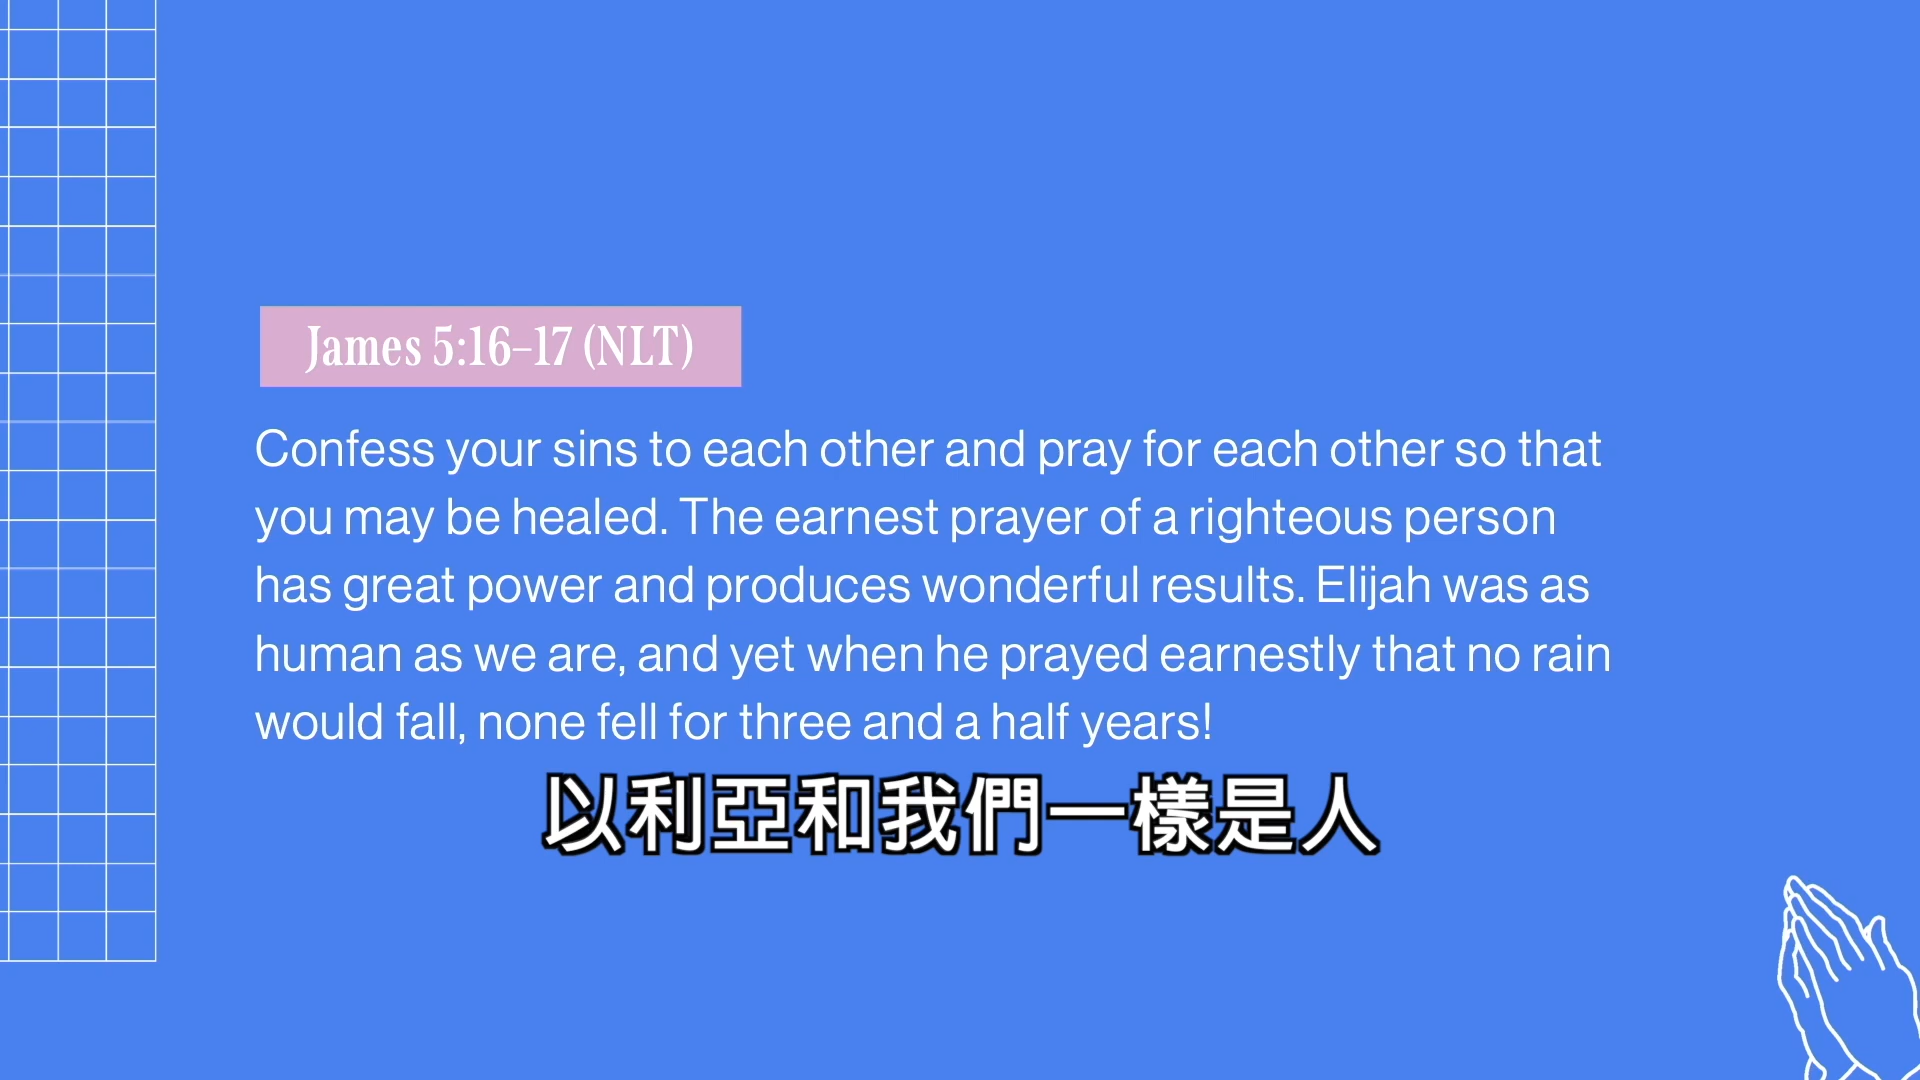 James 5:16–17 (NLT)
Confess your sins to each other and pray for each other so that
you may be healed. The earnest prayer of a righteous person
has great power and produces wonderful results. Elijah was as
human as we are, and yet when he prayed earnestly that no rain
would fall, none fell for three and a half years!
以利亞和我們一樣是人